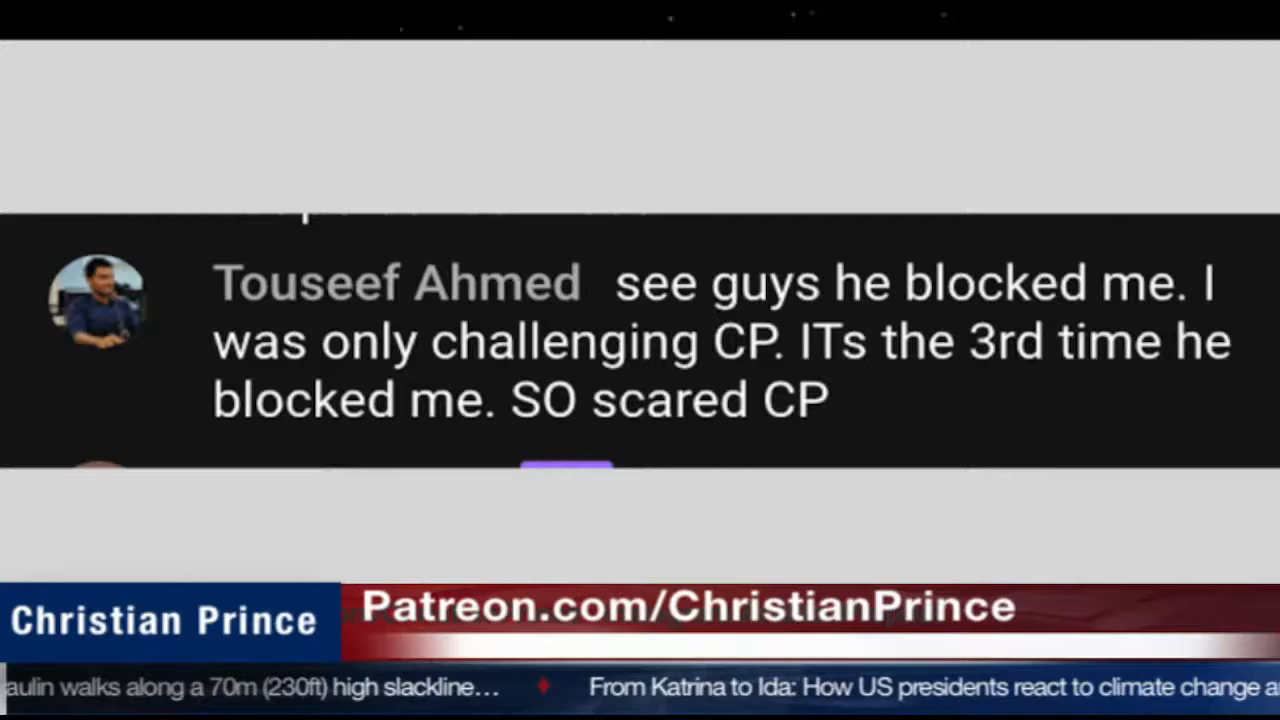 Touseef Ahmed see guys he blocked me. I
was only challenging CP. ITs the 3rd time he
blocked me. SO scared CP
Christian Prince
Patreon.com/ChristianPrince
aulin walks along a 70m (230ft) high slackline… ♦ From Katrina to Ida: How US presidents react to climate change a